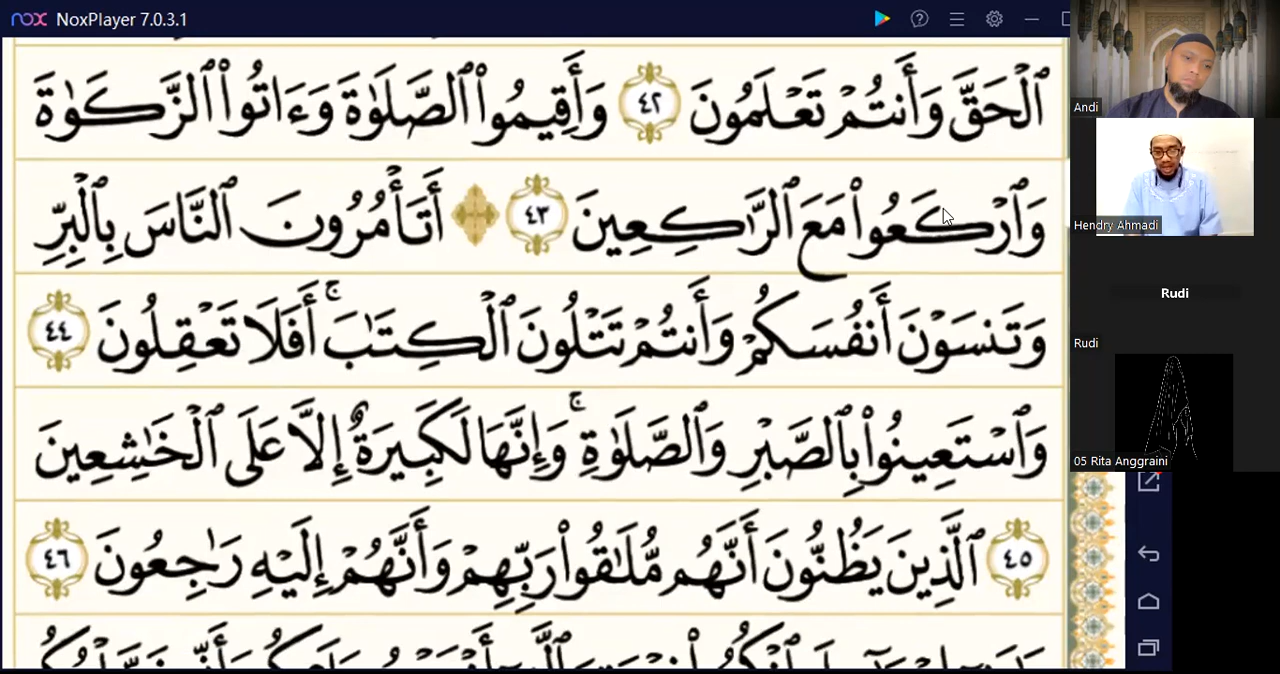 nox NoxPlayer 7.0.3.1
ٱلْحَقَّ وَأَنتُمْ تَعْلَمُونَ ٤٢ وَأَقِيمُوا۟ ٱلصَّلَوٰةَ وَءَاتُوا۟ ٱلزَّكَوٰةَ
وَٱرْكَعُوا۟ مَعَ ٱلرَّٰكِعِينَ ٤٣ أَتَأْمُرُونَ ٱلنَّاسَ بِٱلْبِرِّ
وَتَنسَوْنَ أَنفُسَكُمْ وَأَنتُمْ تَتْلُونَ ٱلْكِتَٰبَ ۚ أَفَلَا تَعْقِلُونَ ٤٤
وَٱسْتَعِينُوا۟ بِٱلصَّبْرِ وَٱلصَّلَوٰةِ ۚ وَإِنَّهَا لَكَبِيرَةٌ إِلَّا عَلَى ٱلْخَٰشِعِينَ
٤٥ ٱلَّذِينَ يَظُنُّونَ أَنَّهُم مُّلَٰقُوا۟ رَبِّهِمْ وَأَنَّهُمْ إِلَيْهِ رَٰجِعُونَ ٤٦
Andi
Hendry Ahmadi
Rudi
Rudi
05 Rita Anggraini